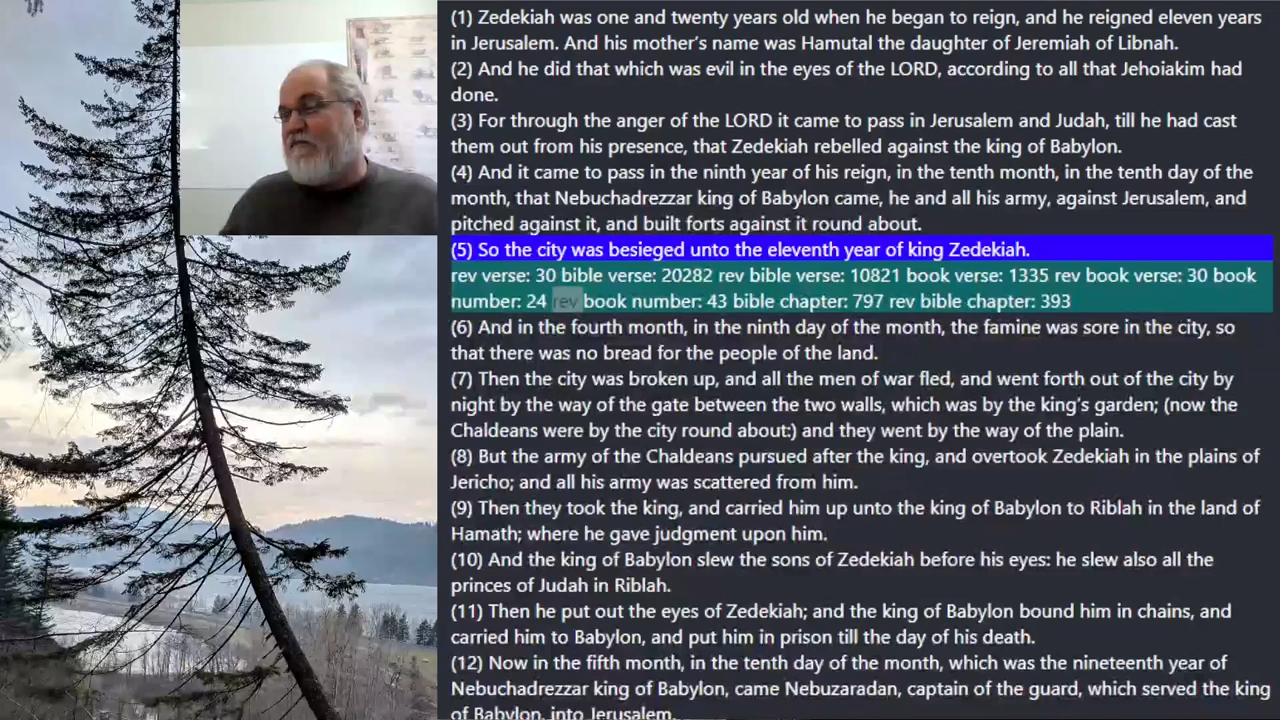 (1) Zedekiah was one and twenty years old when he began to reign, and he reigned eleven years
in Jerusalem. And his mother's name was Hamutal the daughter of Jeremiah of Libnah.
(2) And he did that which was evil in the eyes of the LORD, according to all that Jehoiakim had
done.
(3) For through the anger of the LORD it came to pass in Jerusalem and Judah, till he had cast
them out from his presence, that Zedekiah rebelled against the king of Babylon.
(4) And it came to pass in the ninth year of his reign, in the tenth month, in the tenth day of the
month, that Nebuchadrezzar king of Babylon came, he and all his army, against Jerusalem, and
pitched against it, and built forts against it round about.
(5) So the city was besieged unto the eleventh year of king Zedekiah.
rev verse: 30 bible verse: 20282 rev bible verse: 10821 book verse: 1335 rev book verse: 30 book
number: 24 rev book number: 43 bible chapter: 797 rev bible chapter: 393
(6) And in the fourth month, in the ninth day of the month, the famine was sore in the city, so
that there was no bread for the people of the land.
(7) Then the city was broken up, and all the men of war fled, and went forth out of the city by
night by the way of the gate between the two walls, which was by the king's garden; (now the
Chaldeans were by the city round about:) and they went by the way of the plain.
(8) But the army of the Chaldeans pursued after the king, and overtook Zedekiah in the plains of
Jericho; and all his army was scattered from him.
(9) Then they took the king, and carried him up unto the king of Babylon to Riblah in the land of
Hamath; where he gave judgment upon him.
(10) And the king of Babylon slew the sons of Zedekiah before his eyes: he slew also all the
princes of Judah in Riblah.
(11) Then he put out the eyes of Zedekiah; and the king of Babylon bound him in chains, and
carried him to Babylon, and put him in prison till the day of his death.
(12) Now in the fifth month, in the tenth day of the month, which was the nineteenth year of
Nebuchadrezzar king of Babylon, came Nebuzaradan, captain of the guard, which served the king
of Babylon, into Jerusalem.